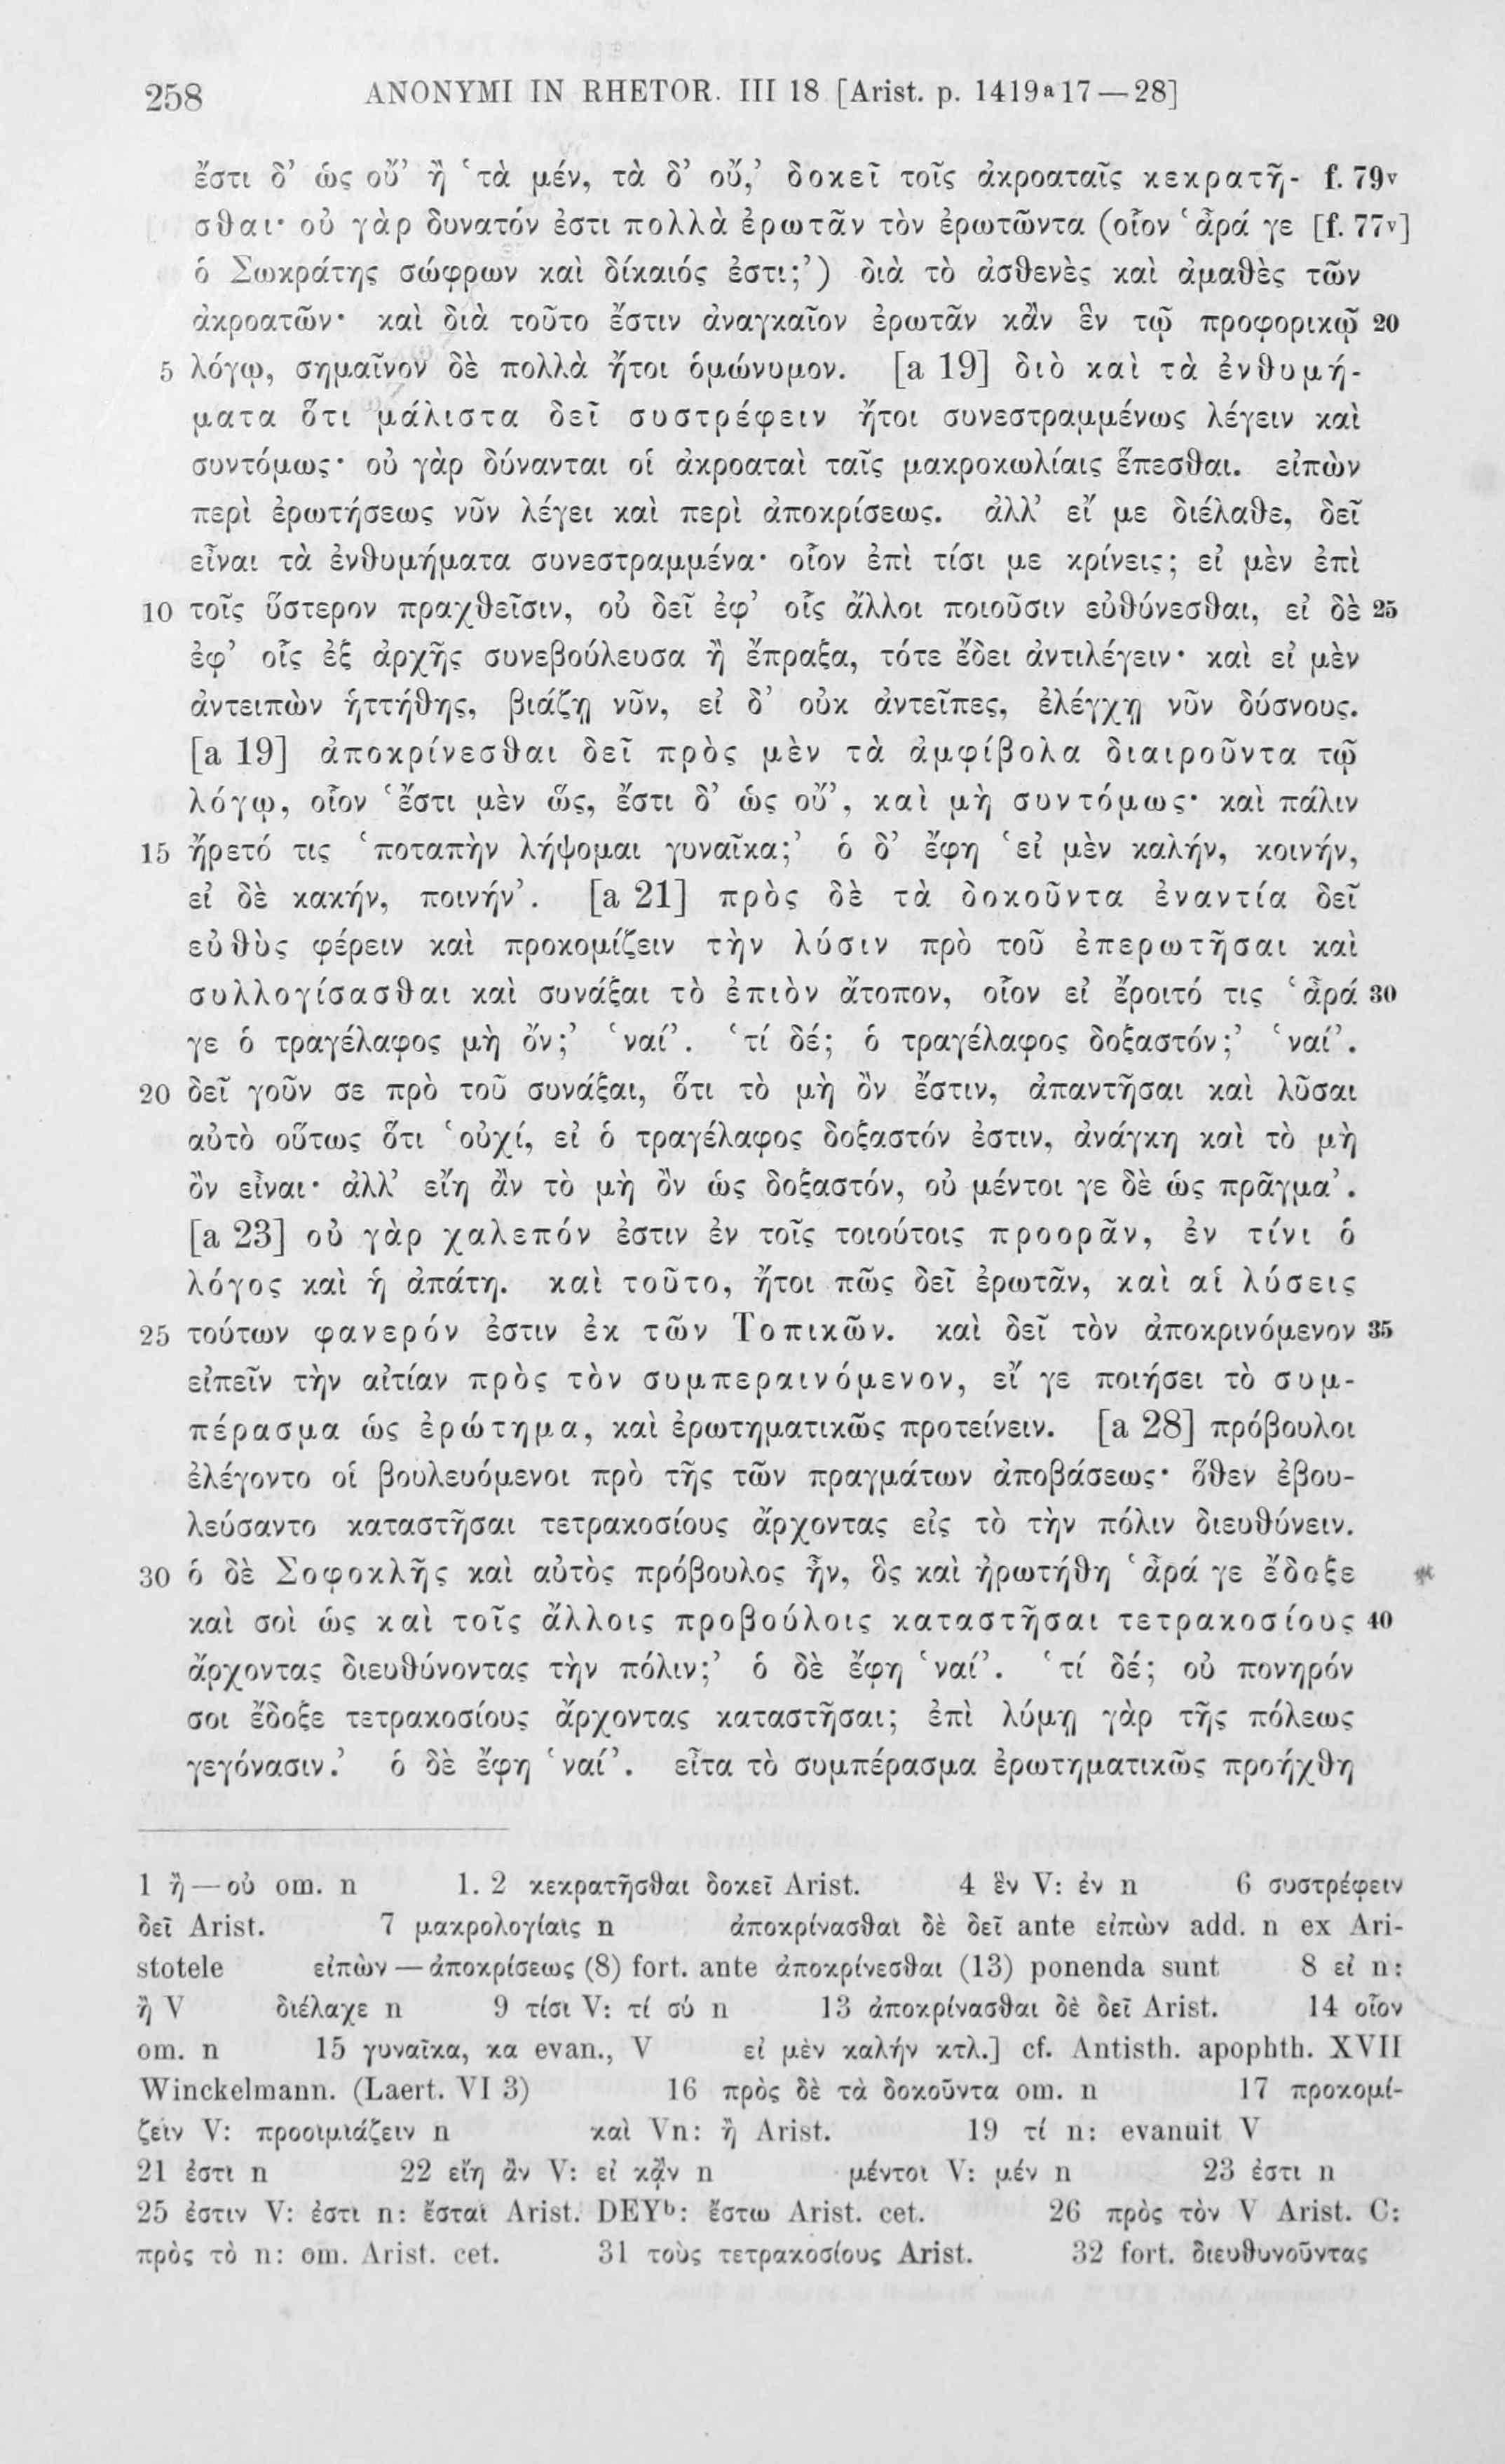 258 ANONYMI IN RHETOR. III 18 [Arist. p. 1419ª17 — 28]
ἔστι δ’ ὡς οὔ’ ἢ ‘τὰ μέν, τὰ δ’ οὔ,’ δοκεῖ τοῖς ἀκροαταῖς κεκρατῆ- f. 79ᵛ
σθαι· οὐ γὰρ δυνατόν ἐστι πολλὰ ἐρωτᾶν τὸν ἐρωτῶντα (οἷον ‘ἆρά γε [f. 77ᵛ]
ὁ Σωκράτης σώφρων καὶ δίκαιός ἐστι;’) διὰ τὸ ἀσθενὲς καὶ ἀμαθὲς τῶν
ἀκροατῶν· καὶ διὰ τοῦτο ἔστιν ἀναγκαῖον ἐρωτᾶν κἂν ἓν τῷ προφορικῷ 20
5 λόγῳ, σημαῖνον δὲ πολλὰ ἤτοι ὁμώνυμον. [a 19] διὸ καὶ τὰ ἐνθυμή-
ματα ὅτι μάλιστα δεῖ συστρέφειν ἤτοι συνεστραμμένως λέγειν καὶ
συντόμως· οὐ γὰρ δύνανται οἱ ἀκροαταὶ ταῖς μακροκωλίαις ἕπεσθαι. εἰπὼν
περὶ ἐρωτήσεως νῦν λέγει καὶ περὶ ἀποκρίσεως. ἀλλ’ εἴ με διέλαθε, δεῖ
εἶναι τὰ ἐνθυμήματα συνεστραμμένα· οἷον ἐπὶ τίσι με κρίνεις; εἰ μὲν ἐπὶ
10 τοῖς ὕστερον πραχθεῖσιν, οὐ δεῖ ἐφ’ οἷς ἄλλοι ποιοῦσιν εὐθύνεσθαι, εἰ δὲ 25
ἐφ’ οἷς ἐξ ἀρχῆς συνεβούλευσα ἢ ἔπραξα, τότε ἔδει ἀντιλέγειν· καὶ εἰ μὲν
ἀντειπὼν ἡττήθης, βιάζῃ νῦν, εἰ δ’ οὐκ ἀντεῖπες, ἐλέγχῃ νῦν δύσνους.
[a 19] ἀποκρίνεσθαι δεῖ πρὸς μὲν τὰ ἀμφίβολα διαιροῦντα τῷ
λόγῳ, οἷον ‘ἔστι μὲν ὥς, ἔστι δ’ ὡς οὔ’, καὶ μὴ συντόμως· καὶ πάλιν
15 ἤρετό τις ‘ποταπὴν λήψομαι γυναῖκα;’ ὁ δ’ ἔφη ‘εἰ μὲν καλήν, κοινήν,
εἰ δὲ κακήν, ποινήν’. [a 21] πρὸς δὲ τὰ δοκοῦντα ἐναντία δεῖ
εὐθὺς φέρειν καὶ προκομίζειν τὴν λύσιν πρὸ τοῦ ἐπερωτῆσαι καὶ
συλλογίσασθαι καὶ συνάξαι τὸ ἐπιὸν ἄτοπον, οἷον εἰ ἔροιτό τις ‘ἆρά 30
γε ὁ τραγέλαφος μὴ ὄν;’ ‘ναί’. ‘τί δέ; ὁ τραγέλαφος δοξαστόν;’ ‘ναί’.
20 δεῖ γοῦν σε πρὸ τοῦ συνάξαι, ὅτι τὸ μὴ ὂν ἔστιν, ἀπαντῆσαι καὶ λῦσαι
αὐτὸ οὕτως ὅτι ‘οὐχί, εἰ ὁ τραγέλαφος δοξαστόν ἐστιν, ἀνάγκη καὶ τὸ μὴ
ὂν εἶναι· ἀλλ’ εἴη ἂν τὸ μὴ ὂν ὡς δοξαστόν, οὐ μέντοι γε δὲ ὡς πρᾶγμα’.
[a 23] οὐ γὰρ χαλεπόν ἐστιν ἐν τοῖς τοιούτοις προορᾶν, ἐν τίνι ὁ
λόγος καὶ ἡ ἀπάτη. καὶ τοῦτο, ἤτοι πῶς δεῖ ἐρωτᾶν, καὶ αἱ λύσεις
25 τούτων φανερόν ἐστιν ἐκ τῶν Τοπικῶν. καὶ δεῖ τὸν ἀποκρινόμενον 35
εἰπεῖν τὴν αἰτίαν πρὸς τὸν συμπεραινόμενον, εἴ γε ποιήσει τὸ συμ-
πέρασμα ὡς ἐρώτημα, καὶ ἐρωτηματικῶς προτείνειν. [a 28] πρόβουλοι
ἐλέγοντο οἱ βουλευόμενοι πρὸ τῆς τῶν πραγμάτων ἀποβάσεως· ὅθεν ἐβου-
λεύσαντο καταστῆσαι τετρακοσίους ἄρχοντας εἰς τὸ τὴν πόλιν διευθύνειν.
30 ὁ δὲ Σοφοκλῆς καὶ αὐτὸς πρόβουλος ἦν, ὃς καὶ ἠρωτήθη ‘ἆρά γε ἔδοξε
καὶ σοὶ ὡς καὶ τοῖς ἄλλοις προβούλοις καταστῆσαι τετρακοσίους 40
ἄρχοντας διευθύνοντας τὴν πόλιν;’ ὁ δὲ ἔφη ‘ναί’. ‘τί δέ; οὐ πονηρόν
σοι ἔδοξε τετρακοσίους ἄρχοντας καταστῆσαι; ἐπὶ λύμῃ γὰρ τῆς πόλεως
γεγόνασιν.’ ὁ δὲ ἔφη ‘ναί’. εἶτα τὸ συμπέρασμα ἐρωτηματικῶς προήχθη
1 ἢ — οὐ om. n 1. 2 κεκρατῆσθαι δοκεῖ Arist. 4 ἓν V: ἐν n 6 συστρέφειν
δεῖ Arist. 7 μακρολογίαις n ἀποκρίνασθαι δὲ δεῖ ante εἰπὼν add. n ex Ari-
stotele εἰπὼν — ἀποκρίσεως (8) fort. ante ἀποκρίνεσθαι (13) ponenda sunt 8 εἰ n:
ἢ V διέλαχε n 9 τίσι V: τί σύ n 13 ἀποκρίνασθαι δὲ δεῖ Arist. 14 οἷον
om. n 15 γυναῖκα, κα evan., V εἰ μὲν καλήν κτλ.] cf. Antisth. apophth. XVII
Winckelmann. (Laert. VI 3) 16 πρὸς δὲ τὰ δοκοῦντα om. n 17 προκομί-
ζειν V: προοιμιάζειν n καὶ Vn: ἢ Arist. 19 τί n: evanuit V
21 ἐστι n 22 εἴη ἂν V: εἰ κᾂν n μέντοι V: μέν n 23 ἐστι n
25 ἐστιν V: ἐστι n: ἔσται Arist. DEYᵇ: ἔστω Arist. cet. 26 πρὸς τὸν V Arist. C:
πρὸς τὸ n: om. Arist. cet. 31 τοὺς τετρακοσίους Arist. 32 fort. διευθυνοῦντας